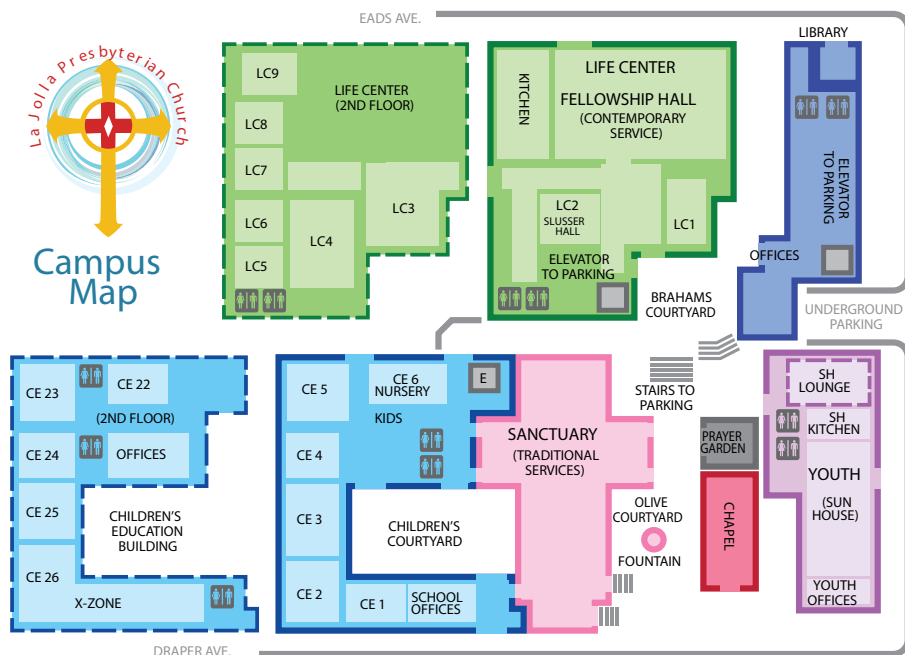 EADS AVE.
La Jolla Presbyterian Church
Campus
Map
LC9
LC8
LC7
LC6
LC5
LIFE CENTER
(2ND FLOOR)
LC4
LC3
KITCHEN
LIFE CENTER
FELLOWSHIP HALL
(CONTEMPORARY
SERVICE)
LC2
SLUSSER
HALL
LC1
ELEVATOR
TO PARKING
BRAHAMS
COURTYARD
LIBRARY
ELEVATOR
TO PARKING
OFFICES
UNDERGROUND
PARKING
CE 23
CE 22
(2ND FLOOR)
CE 24
OFFICES
CE 25
CHILDREN'S
EDUCATION
BUILDING
CE 26
X-ZONE
CE 5
CE 6
NURSERY
E
KIDS
CE 4
CE 3
CHILDREN'S
COURTYARD
CE 2
CE 1
SCHOOL
OFFICES
SANCTUARY
(TRADITIONAL
SERVICES)
STAIRS TO
PARKING
OLIVE
COURTYARD
FOUNTAIN
PRAYER
GARDEN
CHAPEL
SH
LOUNGE
SH
KITCHEN
YOUTH
(SUN
HOUSE)
YOUTH
OFFICES
DRAPER AVE.